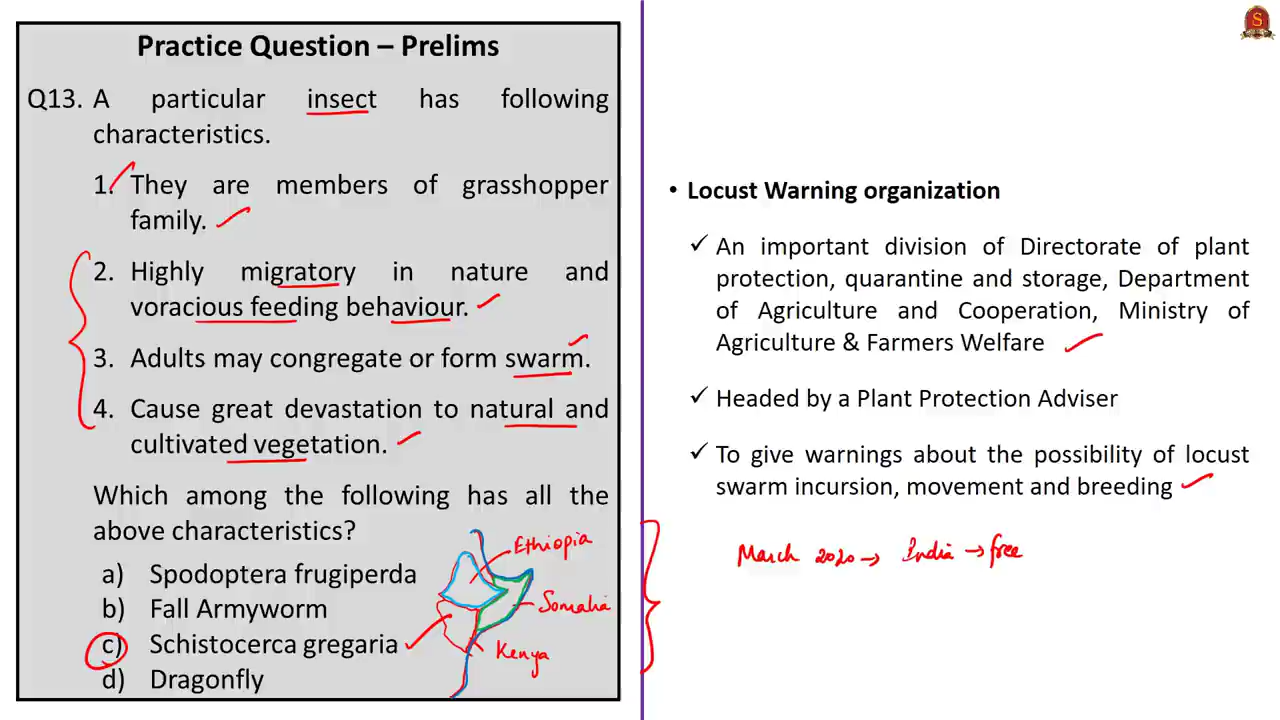 Practice Question – Prelims
Q13. A particular insect has following
characteristics.
1. They are members of grasshopper
family.
2. Highly migratory in nature and
voracious feeding behaviour.
3. Adults may congregate or form swarm.
4. Cause great devastation to natural and
cultivated vegetation.
Which among the following has all the
above characteristics?
a) Spodoptera frugiperda
b) Fall Armyworm
c) Schistocerca gregaria
d) Dragonfly
Ethiopia
Somalia
Kenya
S
• Locust Warning organization
✓ An important division of Directorate of plant
protection, quarantine and storage, Department
of Agriculture and Cooperation, Ministry of
Agriculture & Farmers Welfare
✓ Headed by a Plant Protection Adviser
✓ To give warnings about the possibility of locust
swarm incursion, movement and breeding
March 2020 → India → free